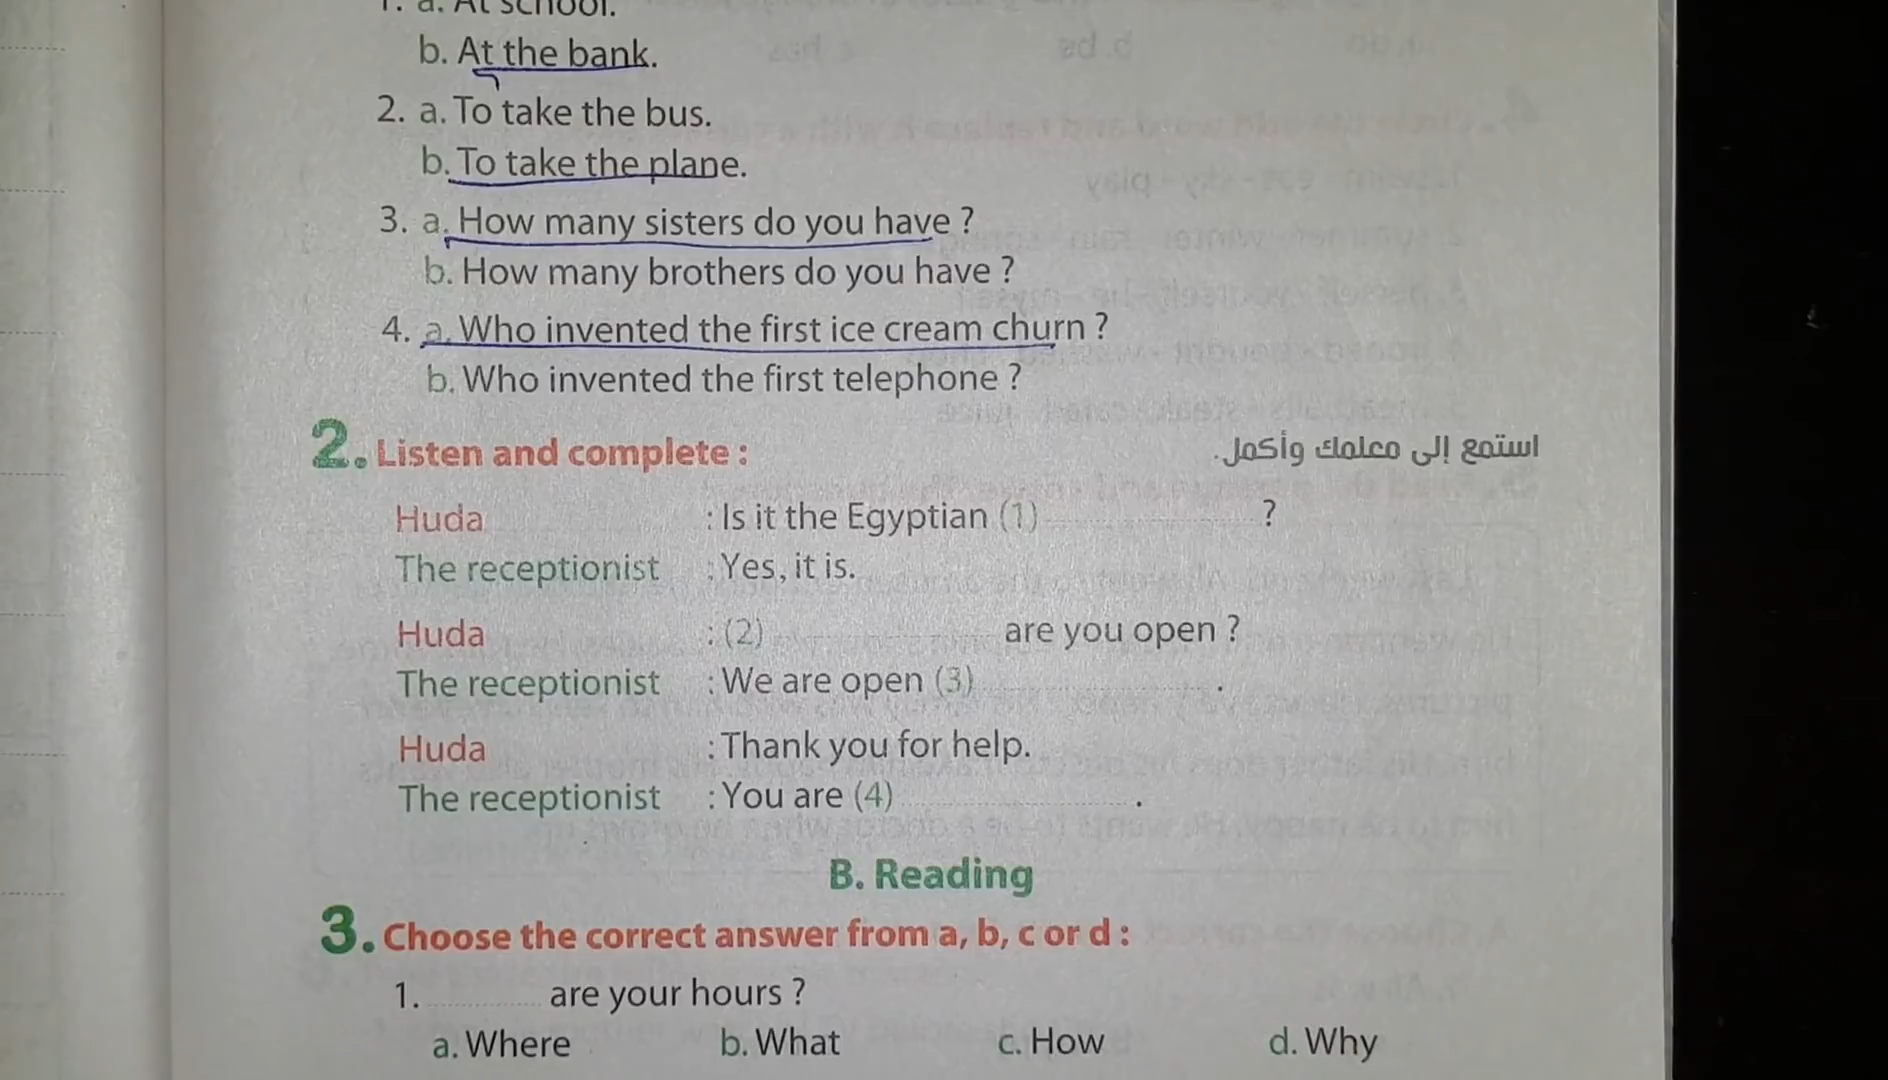 1. a. At school.
b. At the bank.
2. a. To take the bus.
b. To take the plane.
3. a. How many sisters do you have ?
b. How many brothers do you have ?
4. a. Who invented the first ice cream churn ?
b. Who invented the first telephone ?
2. Listen and complete : استمع إلى معلمك وأكمل.
Huda : Is it the Egyptian (1) ............ ?
The receptionist : Yes, it is.
Huda : (2) ............ are you open ?
The receptionist : We are open (3) ............ .
Huda : Thank you for help.
The receptionist : You are (4) ............ .
B. Reading
3. Choose the correct answer from a, b, c or d :
1. ............ are your hours ?
a. Where b. What c. How d. Why